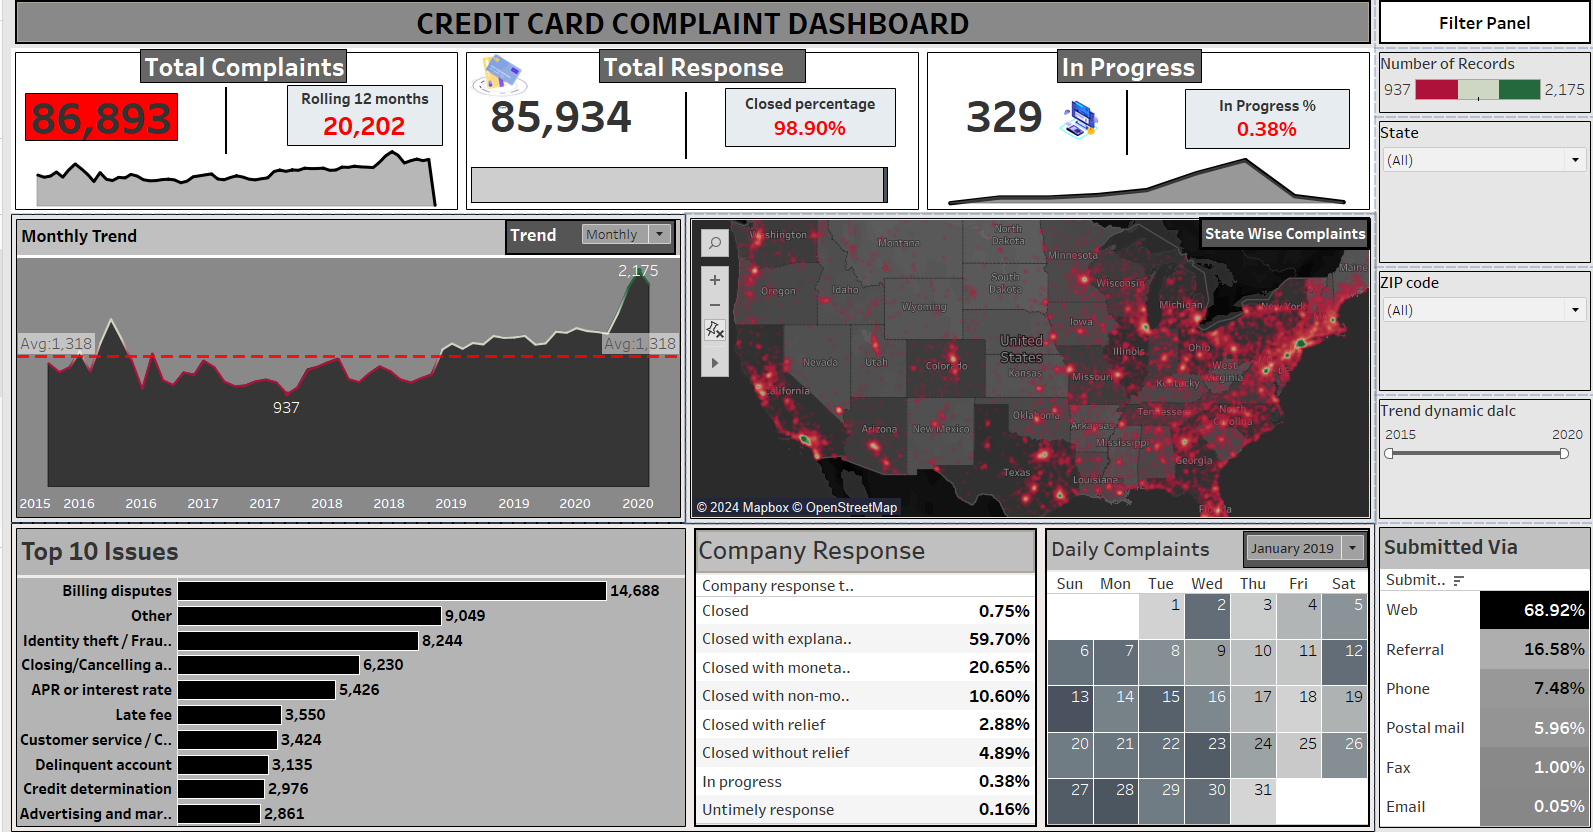 CREDIT CARD COMPLAINT DASHBOARD
Filter Panel
Total Complaints
86,893
Rolling 12 months
20,202
Total Response
85,934
Closed percentage
98.90%
In Progress
329
In Progress %
0.38%
Number of Records
937
2,175
State
(All)
ZIP code
(All)
Trend dynamic dalc
2015
2020
Monthly Trend
Trend
Monthly
2,175
Avg:1,318
Avg:1,318
937
2015 2016 2016 2017 2017 2018 2018 2019 2019 2020 2020
State Wise Complaints
Washington
Montana
North
Dakota
Minnesota
Maine
Oregon
Idaho
South
Dakota
Wisconsin
Wyoming
Michigan
New York
Iowa
United
States
Nevada
Utah
Colorado
Kansas
Illinois
Ohio
West
Virginia
Missouri
Kentucky
California
Oklahoma
Tennessee
North
Carolina
Arizona
New Mexico
Arkansas
Mississippi
Georgia
Texas
Louisiana
Florida
© 2024 Mapbox © OpenStreetMap
Top 10 Issues
Billing disputes 14,688
Other 9,049
Identity theft / Frau.. 8,244
Closing/Cancelling a.. 6,230
APR or interest rate 5,426
Late fee 3,550
Customer service / C.. 3,424
Delinquent account 3,135
Credit determination 2,976
Advertising and mar.. 2,861
Company Response
Company response t..
Closed 0.75%
Closed with explana.. 59.70%
Closed with moneta.. 20.65%
Closed with non-mo.. 10.60%
Closed with relief 2.88%
Closed without relief 4.89%
In progress 0.38%
Untimely response 0.16%
Daily Complaints
January 2019
Sun Mon Tue Wed Thu Fri Sat
1 2 3 4 5
6 7 8 9 10 11 12
13 14 15 16 17 18 19
20 21 22 23 24 25 26
27 28 29 30 31
Submitted Via
Submit..
Web 68.92%
Referral 16.58%
Phone 7.48%
Postal mail 5.96%
Fax 1.00%
Email 0.05%